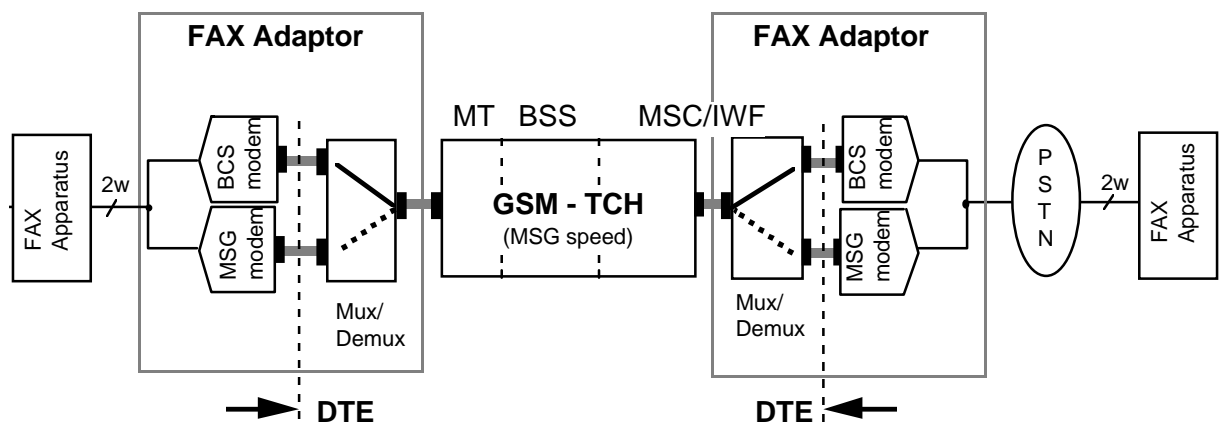 FAX Adaptor
FAX Adaptor
MT
BSS
MSC/IWF
FAX
Apparatus
2w
BCS
modem
MSG
modem
Mux/
Demux
GSM - TCH
(MSG speed)
Mux/
Demux
BCS
modem
MSG
modem
P
S
T
N
2w
FAX
Apparatus
DTE
DTE